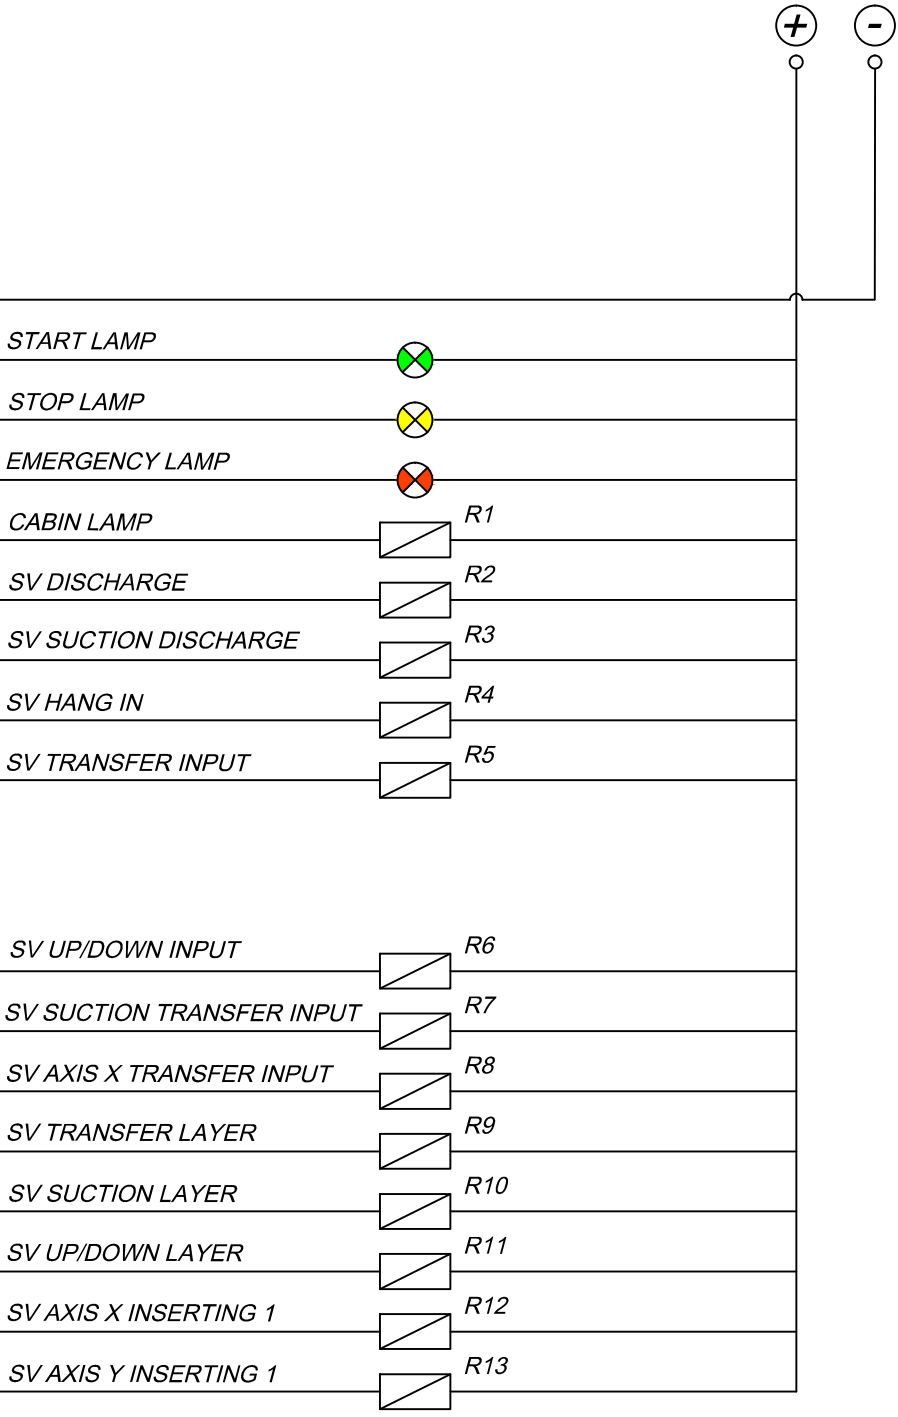 + -
START LAMP
STOP LAMP
EMERGENCY LAMP
CABIN LAMP R1
SV DISCHARGE R2
SV SUCTION DISCHARGE R3
SV HANG IN R4
SV TRANSFER INPUT R5
SV UP/DOWN INPUT R6
SV SUCTION TRANSFER INPUT R7
SV AXIS X TRANSFER INPUT R8
SV TRANSFER LAYER R9
SV SUCTION LAYER R10
SV UP/DOWN LAYER R11
SV AXIS X INSERTING 1 R12
SV AXIS Y INSERTING 1 R13